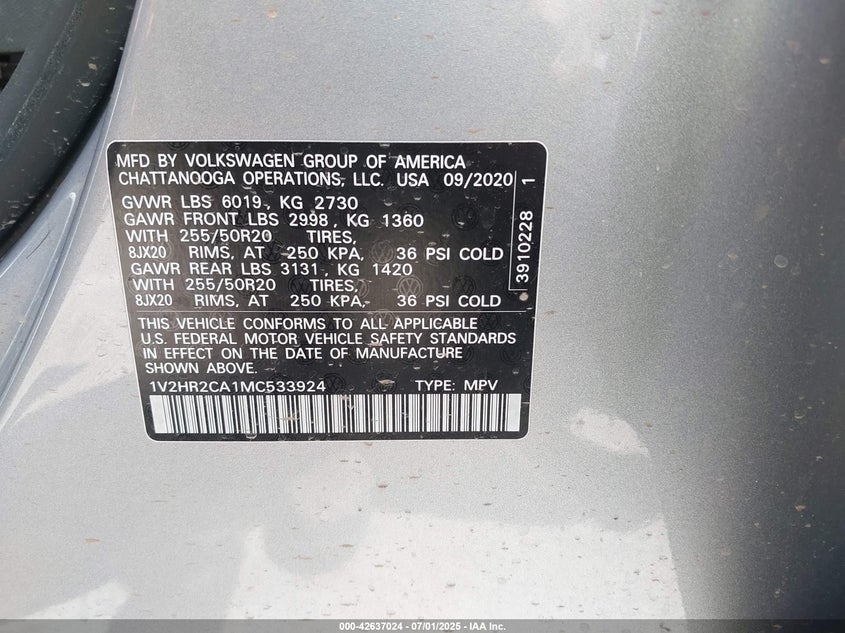 MFD BY VOLKSWAGEN GROUP OF AMERICA
CHATTANOOGA OPERATIONS, LLC. USA 09/2020
GVWR LBS 6019, KG 2730
GAWR FRONT LBS 2998, KG 1360
WITH 255/50R20 TIRES,
8JX20 RIMS, AT 250 KPA, 36 PSI COLD
GAWR REAR LBS 3131, KG 1420
WITH 255/50R20 TIRES,
8JX20 RIMS, AT 250 KPA, 36 PSI COLD
THIS VEHICLE CONFORMS TO ALL APPLICABLE
U.S. FEDERAL MOTOR VEHICLE SAFETY STANDARDS
IN EFFECT ON THE DATE OF MANUFACTURE
SHOWN ABOVE.
1V2HR2CA1MC533924 TYPE: MPV
3910228 1
000-42637024 - 07/01/2025 - IAA Inc.